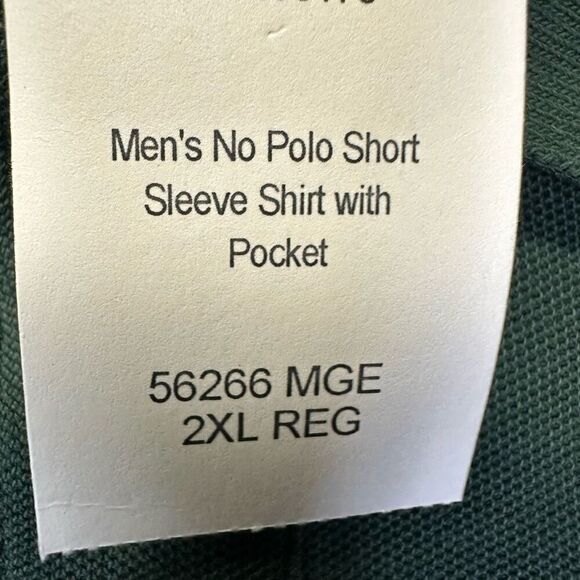 Men's No Polo Short
Sleeve Shirt with
Pocket
56266 MGE
2XL REG